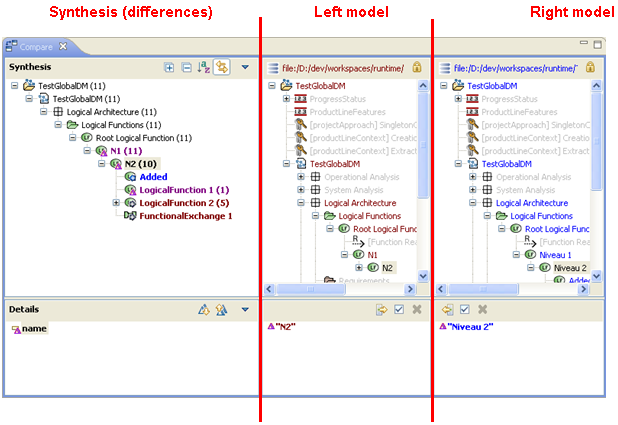 Synthesis (differences)
Left model
Right model
Compare
Synthesis
TestGlobalDM (11)
TestGlobalDM (11)
Logical Architecture (11)
Logical Functions (11)
Root Logical Function (11)
N1 (11)
N2 (10)
Added
LogicalFunction 1 (1)
LogicalFunction 2 (5)
FunctionalExchange 1
file:/D:/dev/workspaces/runtime/
TestGlobalDM
ProgressStatus
ProductLineFeatures
[projectApproach] SingletonC
[productLineContext] Creatio
[productLineContext] Extract
TestGlobalDM
Operational Analysis
System Analysis
Logical Architecture
Logical Functions
Root Logical Func
[Function Rea
N1
N2
Requirements
file:/D:/dev/workspaces/runtime/
TestGlobalDM
ProgressStatus
ProductLineFeatures
[projectApproach] SingletonC
[productLineContext] Creation
[productLineContext] Extracti
TestGlobalDM
Operational Analysis
System Analysis
Logical Architecture
Logical Functions
Root Logical Funct
[Function Rea
Niveau 1
Niveau 2
Adde
Details
name
"N2"
"Niveau 2"